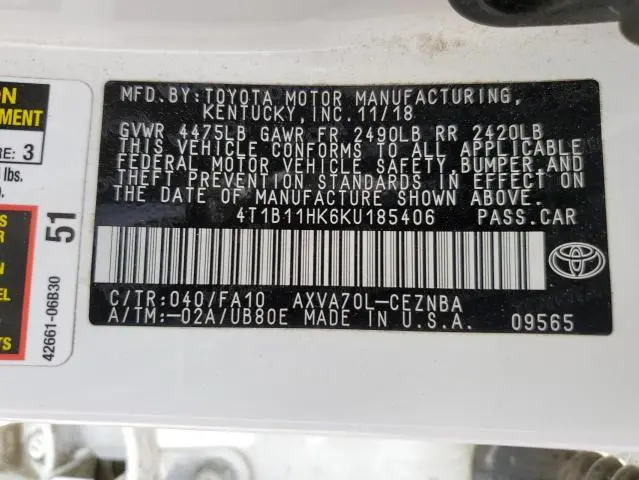 MFD.BY:TOYOTA MOTOR MANUFACTURING,
KENTUCKY,INC.11/18
GVWR 4475LB GAWR FR 2490LB RR 2420LB
THIS VEHICLE CONFORMS TO ALL APPLICABLE
FEDERAL MOTOR VEHICLE SAFETY,BUMPER,AND
THEFT PREVENTION STANDARDS IN EFFECT ON
THE DATE OF MANUFACTURE SHOWN ABOVE.
4T1B11HK6KU185406 PASS.CAR
C/TR:040/FA10 AXVA70L-CEZNBA
A/TM:-02A/UB80E MADE IN U.S.A. 09565
TOYOTA
RE: 3
lbs.
51
42661-06B30